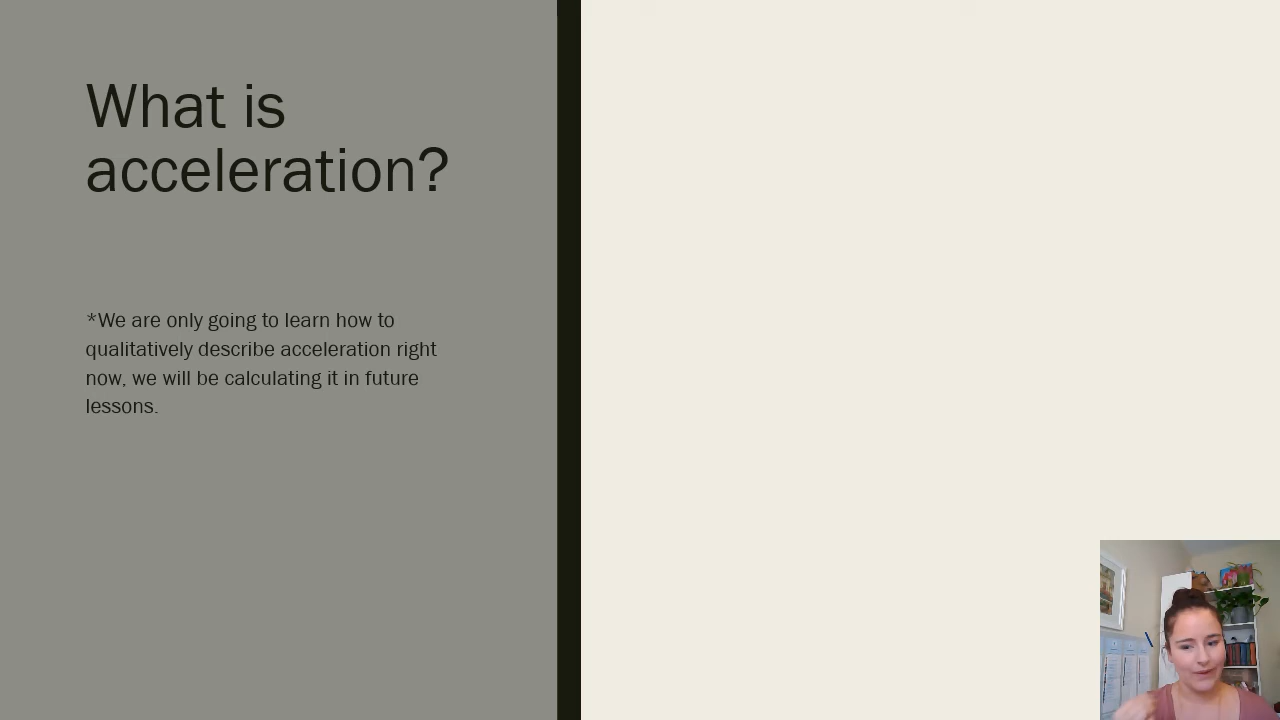 What is
acceleration?
*We are only going to learn how to
qualitatively describe acceleration right
now, we will be calculating it in future
lessons.